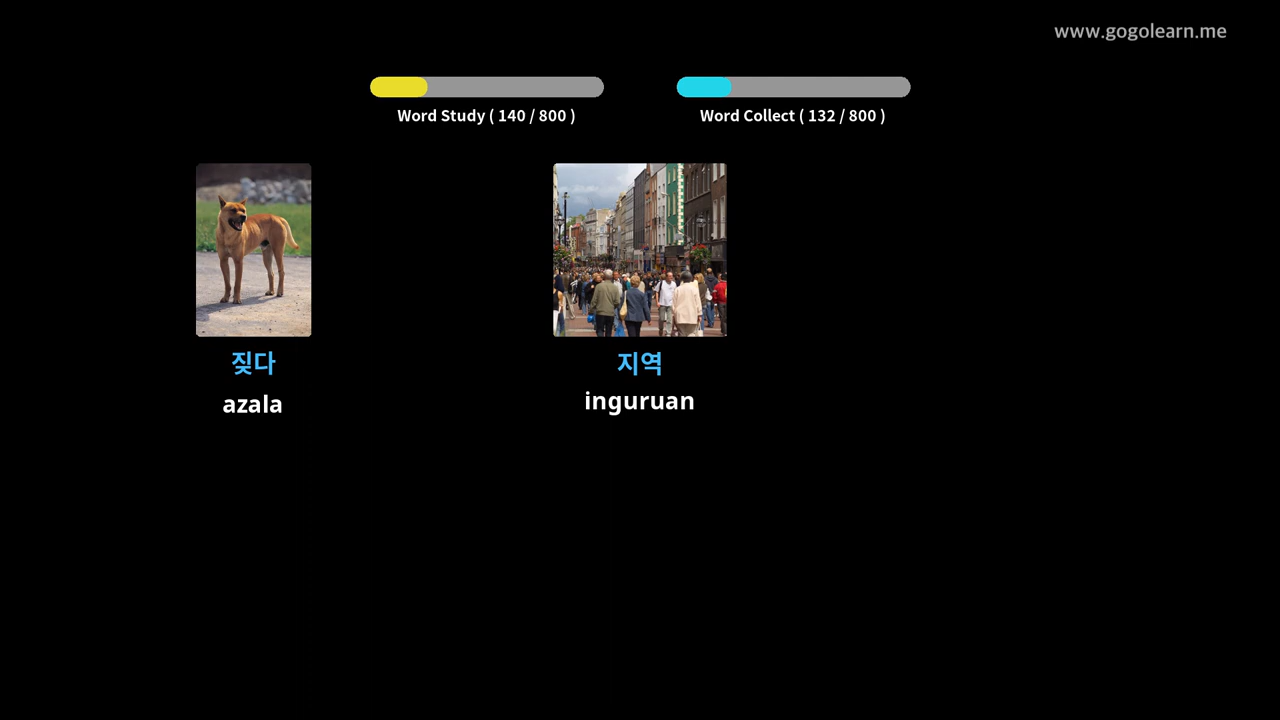 www.gogolearn.me
Word Study ( 140 / 800 )
Word Collect ( 132 / 800 )
짖다
azala
지역
inguruan